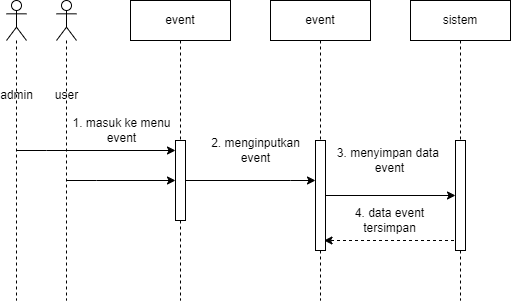 event
event
sistem
admin
user
1. masuk ke menu
event
2. menginputkan
event
3. menyimpan data
event
4. data event
tersimpan